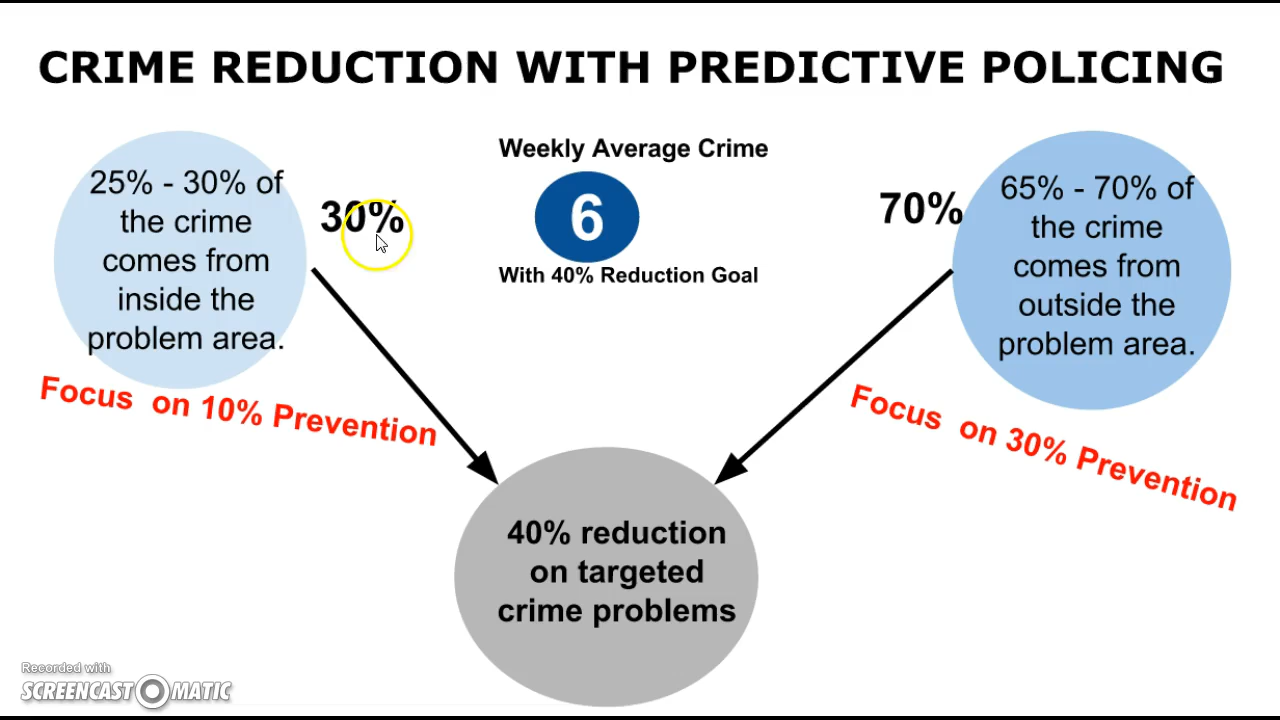 CRIME REDUCTION WITH PREDICTIVE POLICING
25% - 30% of
the crime
comes from
inside the
problem area.
30%
Focus on 10% Prevention
Weekly Average Crime
6
With 40% Reduction Goal
70%
65% - 70% of
the crime
comes from
outside the
problem area.
Focus on 30% Prevention
40% reduction
on targeted
crime problems
Recorded with
SCREENCAST-O-MATIC